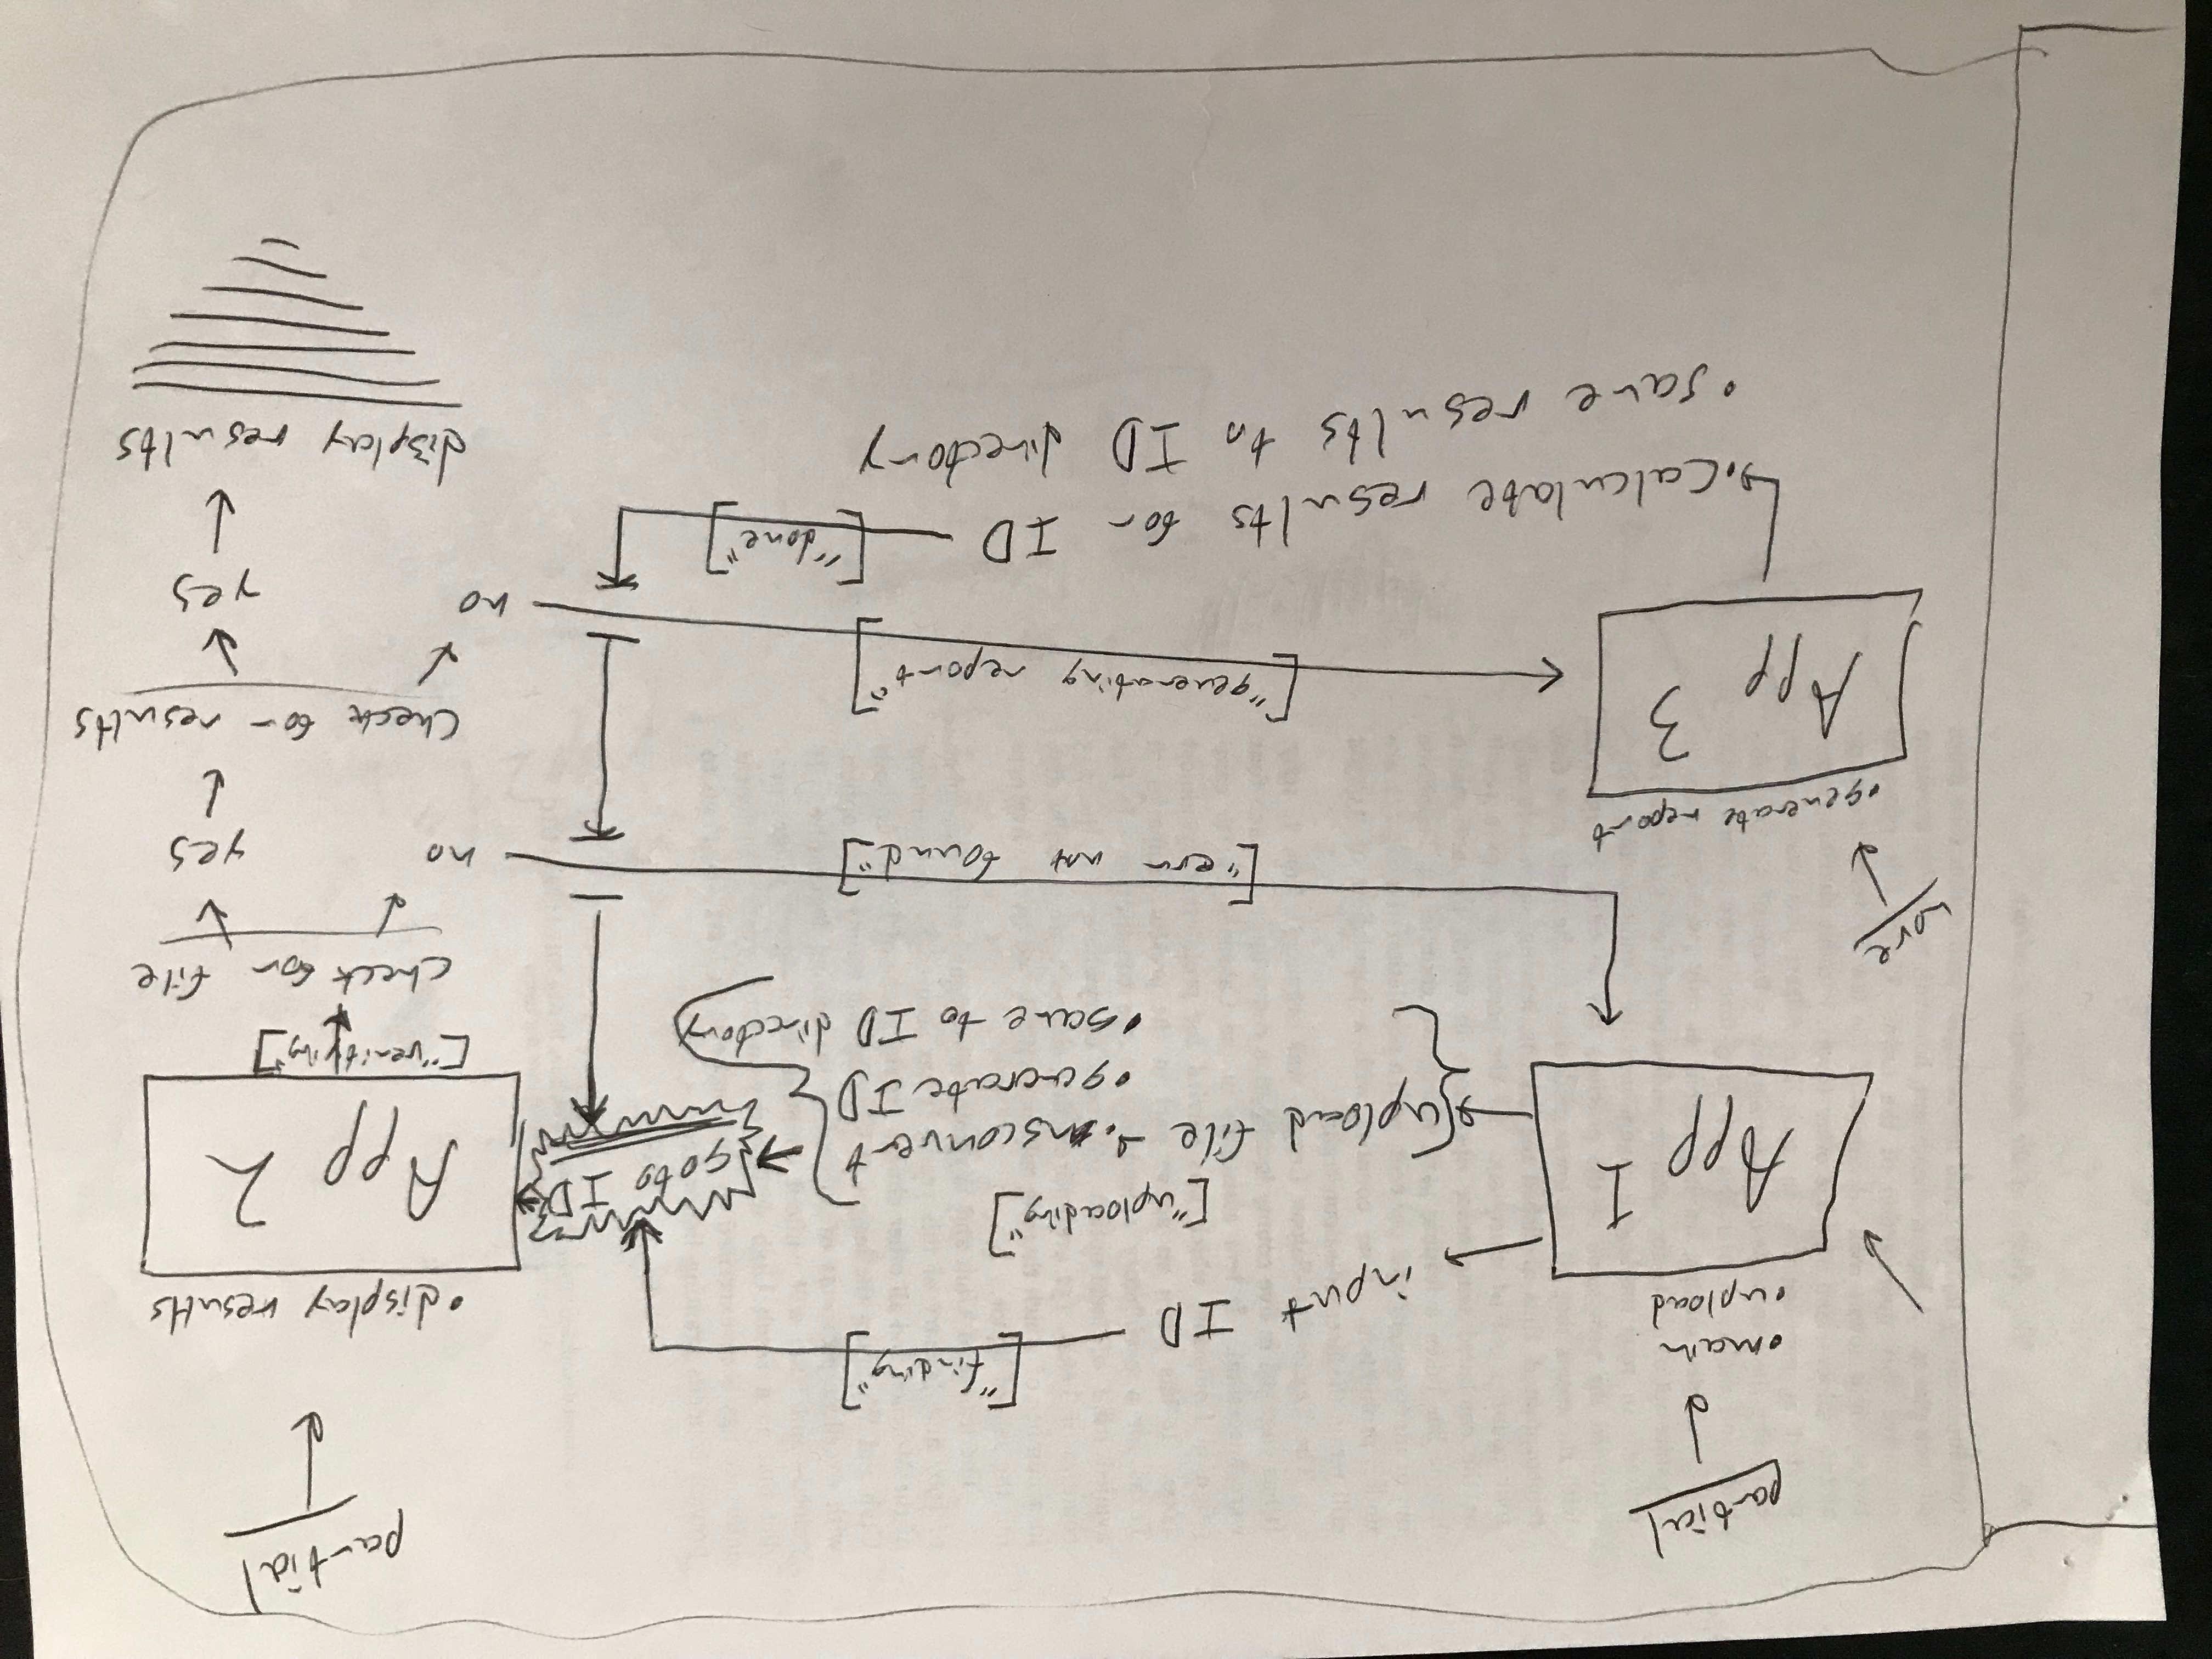 partial
partial
•main
•upload
["finding"]
input ID
•display results
App 1
["uploading"]
goto ID
App 2
upload file → •msconvert
•generate ID
•save to ID directory
["verifying"]
check for file
no
yes
["err not found"]
•generate report
App 3
check for results
["generating report"]
no
yes
["done"]
•Calculate results for ID
•save results to ID directory
display results